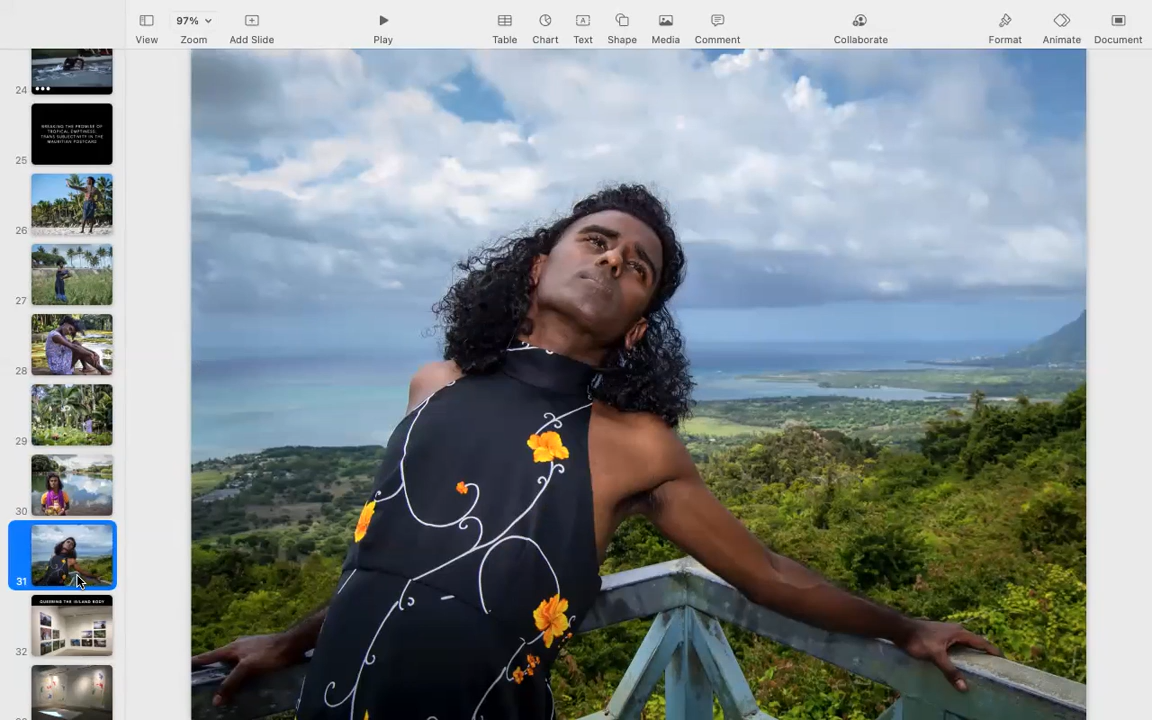 97%
View
Zoom
Add Slide
Play
Table
Chart
Text
Shape
Media
Comment
Collaborate
Format
Animate
Document
24
25
BREAKING THE PROMISE OF
TROPICAL EMPTINESS:
TRANS SUBJECTIVITY IN THE
MAURITIAN POSTCARD
26
27
28
29
30
31
QUEERING THE ISLAND BODY
32